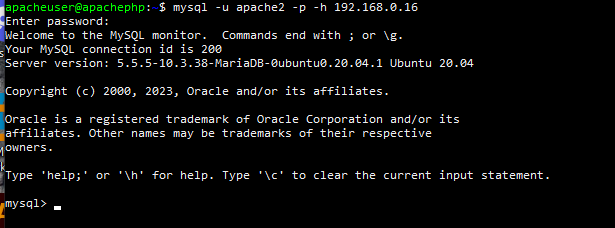 apacheuser@apachephp:~$ mysql -u apache2 -p -h 192.168.0.16
Enter password:
Welcome to the MySQL monitor.  Commands end with ; or \g.
Your MySQL connection id is 200
Server version: 5.5.5-10.3.38-MariaDB-0ubuntu0.20.04.1 Ubuntu 20.04
Copyright (c) 2000, 2023, Oracle and/or its affiliates.
Oracle is a registered trademark of Oracle Corporation and/or its
affiliates. Other names may be trademarks of their respective
owners.
Type 'help;' or '\h' for help. Type '\c' to clear the current input statement.
mysql>